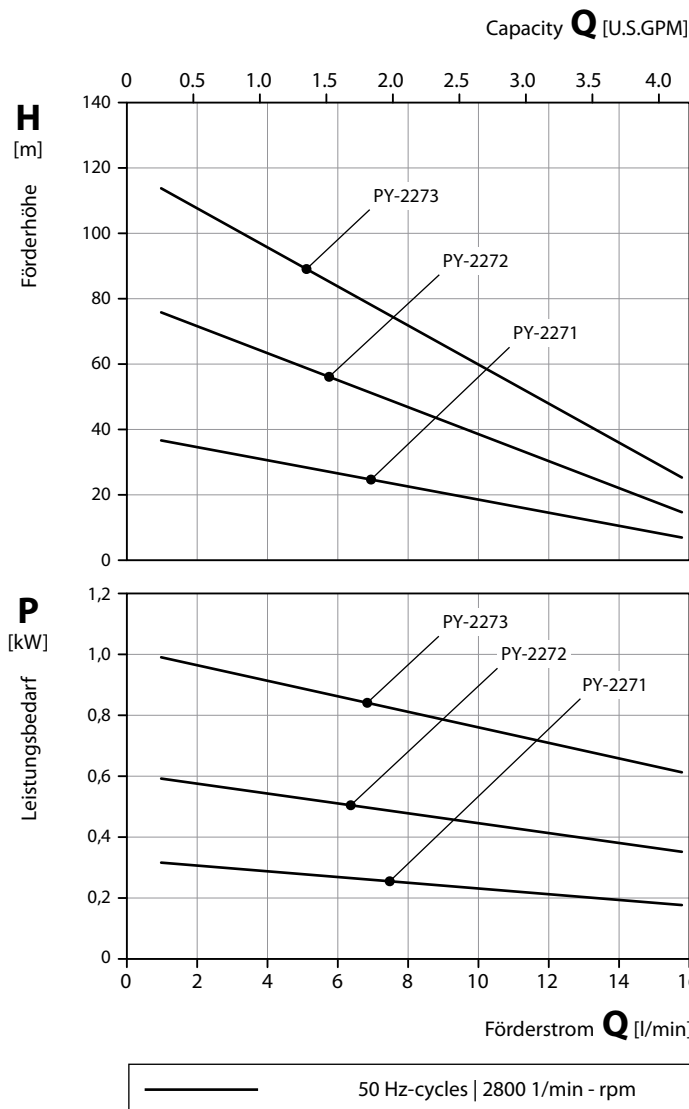 Capacity Q [U.S.GPM]
0 0.5 1.0 1.5 2.0 2.5 3.0 3.5 4.0
H
[m]
Förderhöhe
140
120
100
80
60
40
20
0
PY-2273
PY-2272
PY-2271
P
[kW]
Leistungsbedarf
1,2
1,0
0,8
0,6
0,4
0,2
0
PY-2273
PY-2272
PY-2271
0 2 4 6 8 10 12 14 16
Förderstrom Q [l/min]
50 Hz-cycles | 2800 1/min - rpm